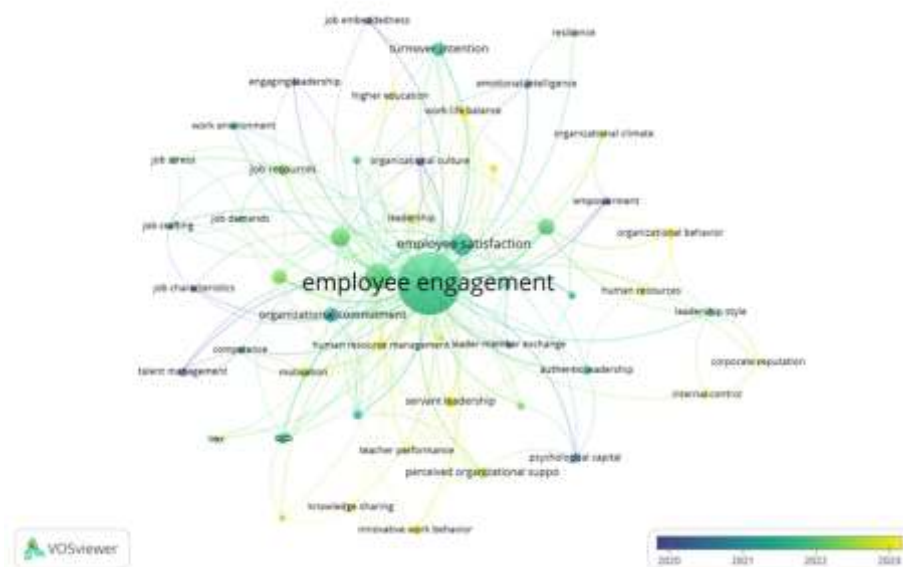 job embeddedness
resilience
turnover intention
engaging leadership
emotional intelligence
higher education
work life balance
work environment
organizational climate
job stress
organizational culture
job resources
empowerment
job demands
leadership
job crafting
organizational behavior
employee satisfaction
employee engagement
job characteristics
human resources
organizational commitment
leadership style
competence
human resource management
leader member exchange
corporate reputation
talent management
motivation
authentic leadership
internal control
servant leadership
teacher performance
psychological capital
perceived organizational suppo
knowledge sharing
innovative work behavior
VOSviewer
2020
2021
2022
2023